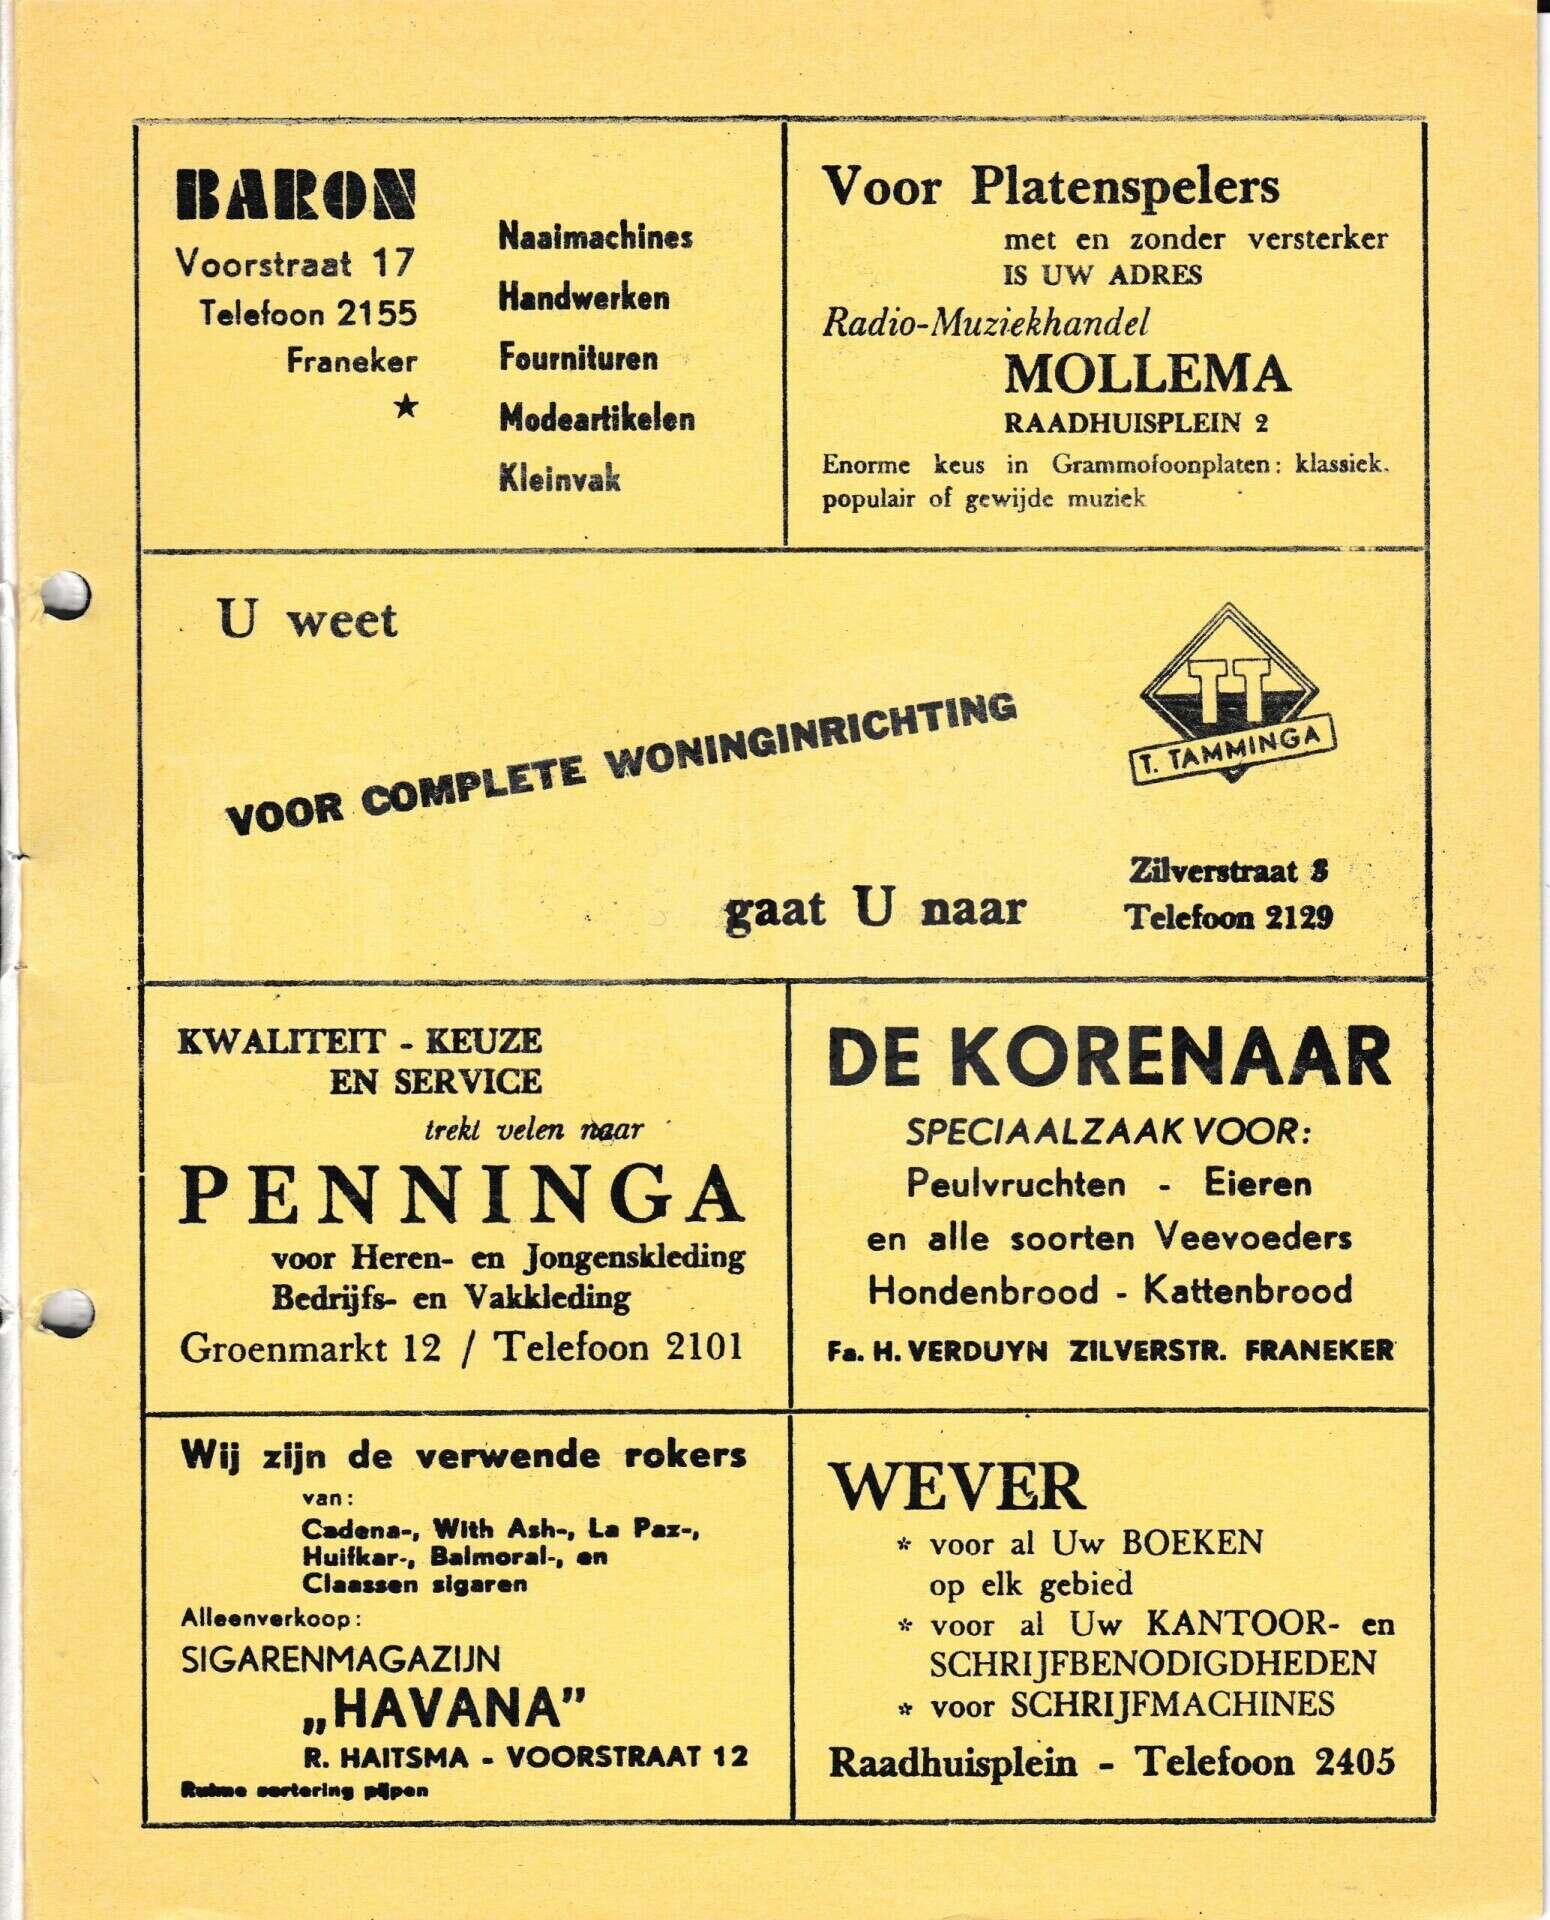 BARON
Voorstraat 17
Telefoon 2155
Franeker
Naaimachines
Handwerken
Fournituren
Modeartikelen
Kleinvak
Voor Platenspelers
met en zonder versterker
IS UW ADRES
Radio-Muziekhandel
MOLLEMA
RAADHUISPLEIN 2
Enorme keus in Grammofoonplaten: klassiek,
populair of gewijde muziek
U weet
VOOR COMPLETE WONINGINRICHTING
gaat U naar
TT
T. TAMMINGA
Zilverstraat 8
Telefoon 2129
KWALITEIT - KEUZE
EN SERVICE
trekt velen naar
PENNINGA
voor Heren- en Jongenskleding
Bedrijfs- en Vakkleding
Groenmarkt 12 / Telefoon 2101
DE KORENAAR
SPECIAALZAAK VOOR:
Peulvruchten - Eieren
en alle soorten Veevoeders
Hondenbrood - Kattenbrood
Fa. H. VERDUYN ZILVERSTR. FRANEKER
Wij zijn de verwende rokers
van:
Cadena-, With Ash-, La Paz-,
Huifkar-, Balmoral-, en
Claassen sigaren
Alleenverkoop:
SIGARENMAGAZIJN
„HAVANA”
R. HAITSMA - VOORSTRAAT 12
Ruime sortering pijpen
WEVER
* voor al Uw BOEKEN
op elk gebied
* voor al Uw KANTOOR- en
SCHRIJFBENODIGDHEDEN
* voor SCHRIJFMACHINES
Raadhuisplein - Telefoon 2405